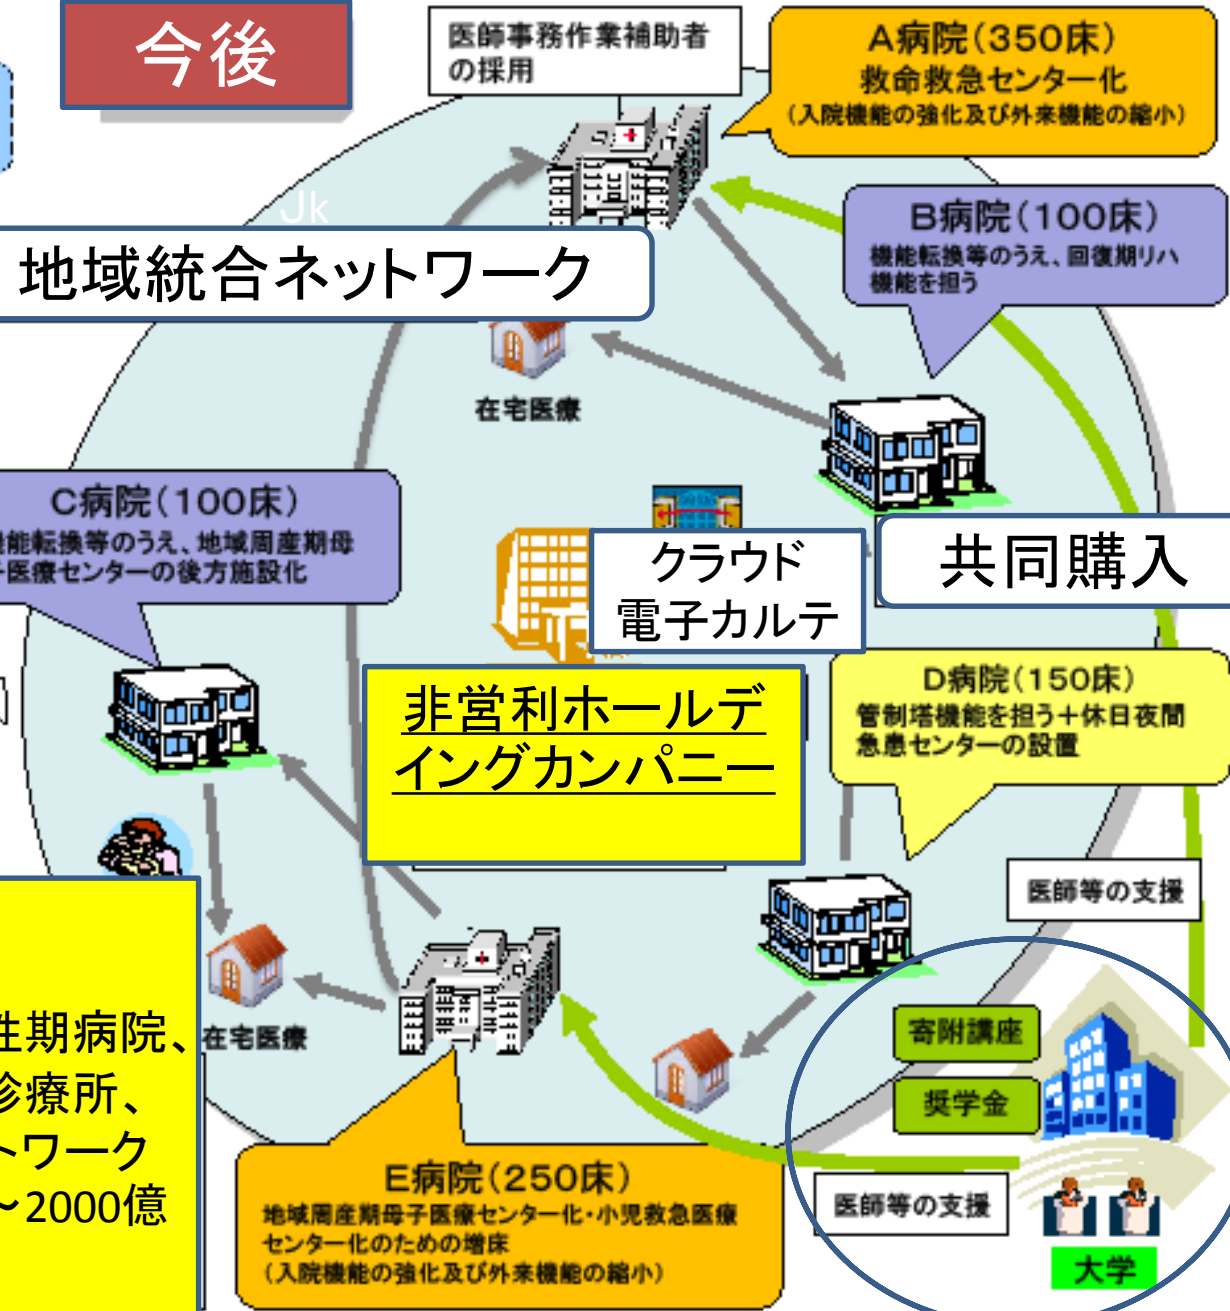 今後
医師事務作業補助者
の採用
A病院(350床)
救命救急センター化
(入院機能の強化及び外来機能の縮小)
Jk
B病院(100床)
機能転換等のうえ、回復期リハ
機能を担う
地域統合ネットワーク
在宅医療
C病院(100床)
機能転換等のうえ、地域周産期母
子医療センターの後方施設化
クラウド
電子カルテ
共同購入
非営利ホールデ
イングカンパニー
D病院(150床)
管制塔機能を担う+休日夜間
急患センターの設置
医師等の支援
性期病院、
診療所、
トワーク
~2000億
在宅医療
寄附講座
奨学金
E病院(250床)
地域周産期母子医療センター化・小児救急医療
センター化のための増床
(入院機能の強化及び外来機能の縮小)
医師等の支援
大学